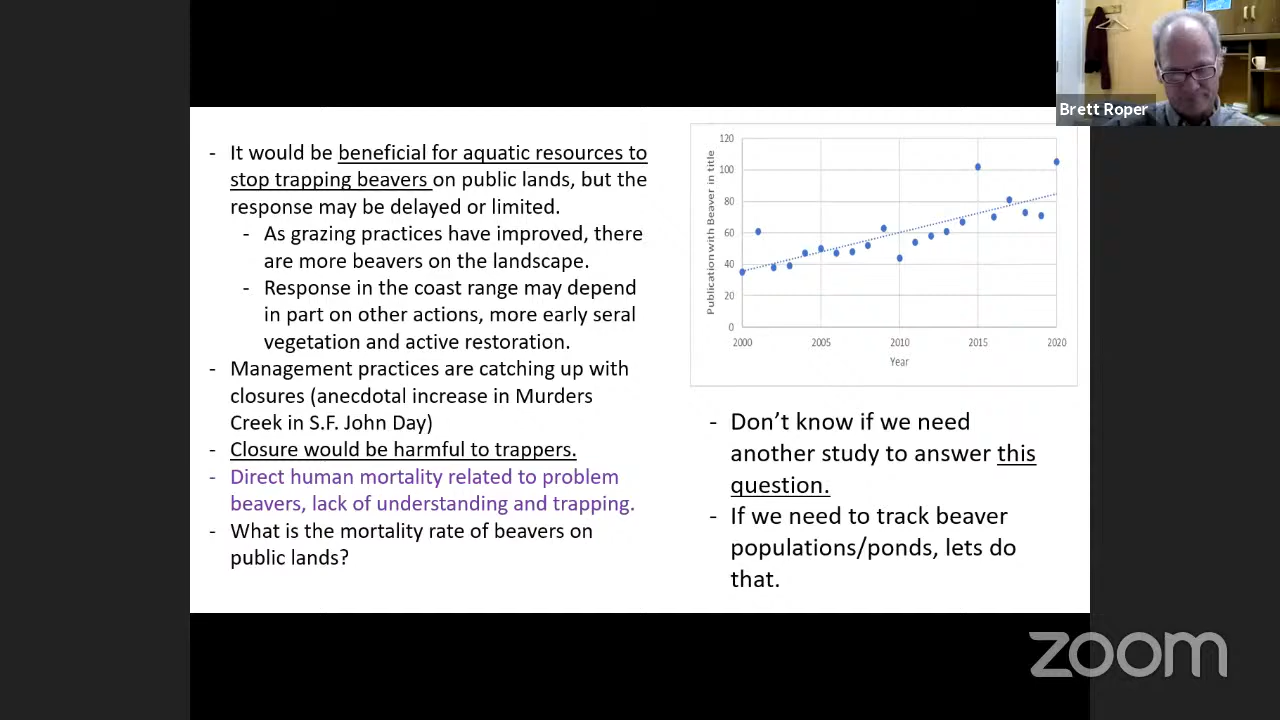 Brett Roper
- It would be beneficial for aquatic resources to
stop trapping beavers on public lands, but the
response may be delayed or limited.
- As grazing practices have improved, there
are more beavers on the landscape.
- Response in the coast range may depend
in part on other actions, more early seral
vegetation and active restoration.
- Management practices are catching up with
closures (anecdotal increase in Murders
Creek in S.F. John Day)
- Closure would be harmful to trappers.
- Direct human mortality related to problem
beavers, lack of understanding and trapping.
- What is the mortality rate of beavers on
public lands?
Publication with Beaver in title
120
100
80
60
40
20
0
2000 2005 2010 2015 2020
Year
- Don’t know if we need
another study to answer this
question.
- If we need to track beaver
populations/ponds, lets do
that.
zoom